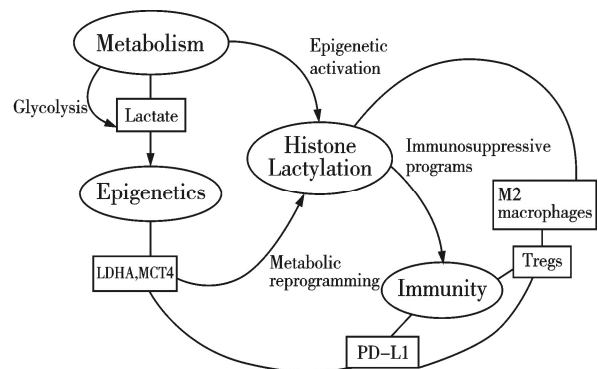 Metabolism
Epigenetic
activation
Glycolysis
Lactate
Histone
Lactylation
Immunosuppressive
programs
Epigenetics
M2
macrophages
LDHA,MCT4
Metabolic
reprogramming
Tregs
Immunity
PD-L1